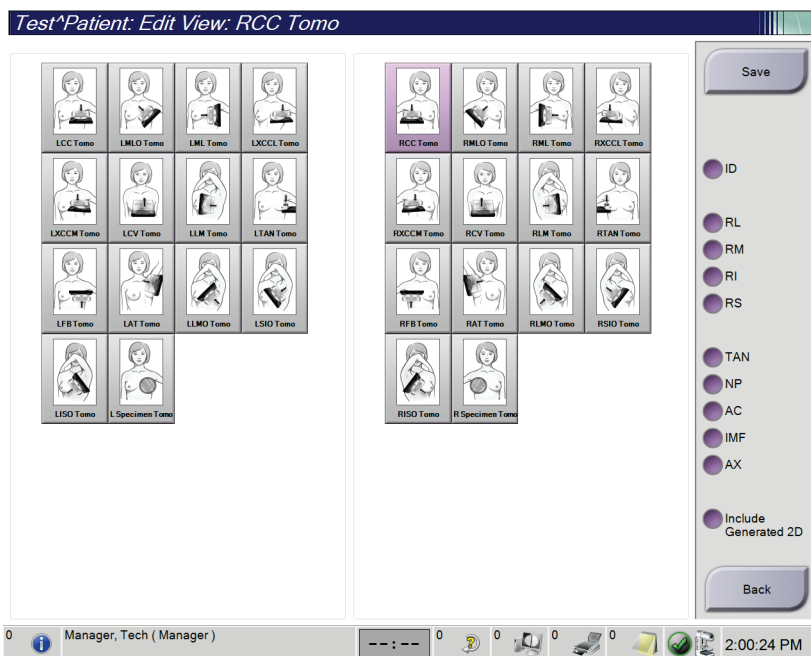 Test^Patient: Edit View: RCC Tomo
LCC Tomo
LMLO Tomo
LML Tomo
LXCCL Tomo
LXCCM Tomo
LCV Tomo
LLM Tomo
LTAN Tomo
LFB Tomo
LAT Tomo
LLMO Tomo
LSIO Tomo
LISO Tomo
L Specimen Tomo
RCC Tomo
RMLO Tomo
RML Tomo
RXCCL Tomo
RXCCM Tomo
RCV Tomo
RLM Tomo
RTAN Tomo
RFB Tomo
RAT Tomo
RLMO Tomo
RSIO Tomo
RISO Tomo
R Specimen Tomo
Save
ID
RL
RM
RI
RS
TAN
NP
AC
IMF
AX
Include
Generated 2D
Back
0
Manager, Tech ( Manager )
--:--
0
0
0
0
2:00:24 PM